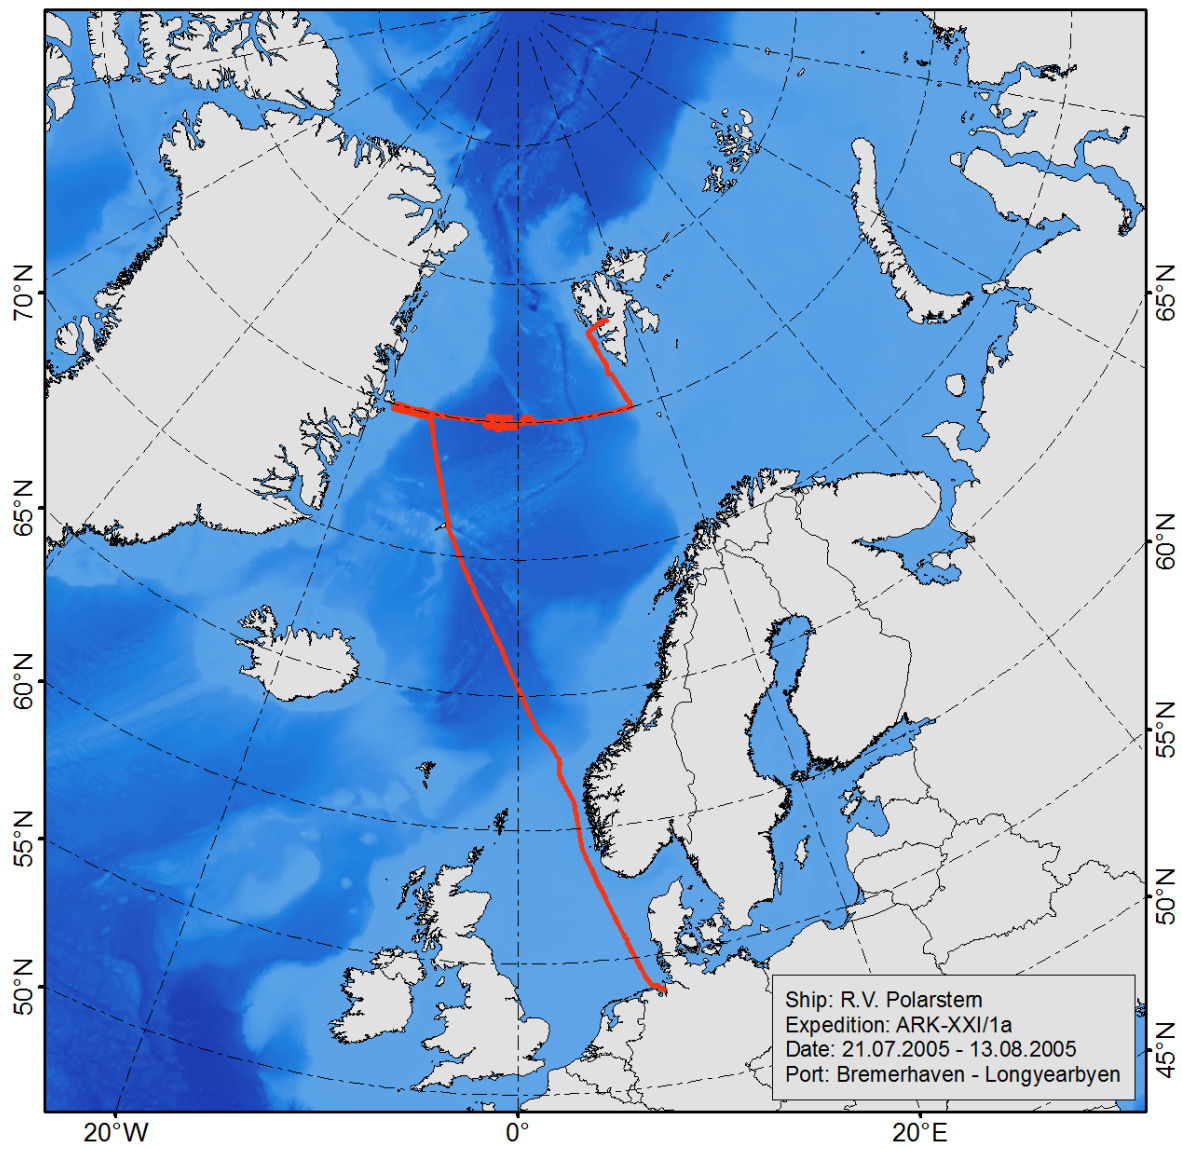 70°N
65°N
60°N
55°N
50°N
65°N
60°N
55°N
50°N
45°N
Ship: R.V. Polarstern
Expedition: ARK-XXI/1a
Date: 21.07.2005 - 13.08.2005
Port: Bremerhaven - Longyearbyen
20°W
0°
20°E